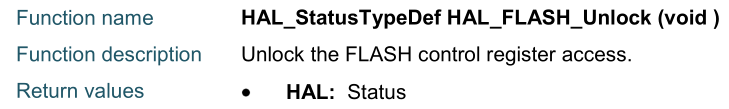 Function name HAL_StatusTypeDef HAL_FLASH_Unlock (void )
Function description Unlock the FLASH control register access.
Return values • HAL: Status